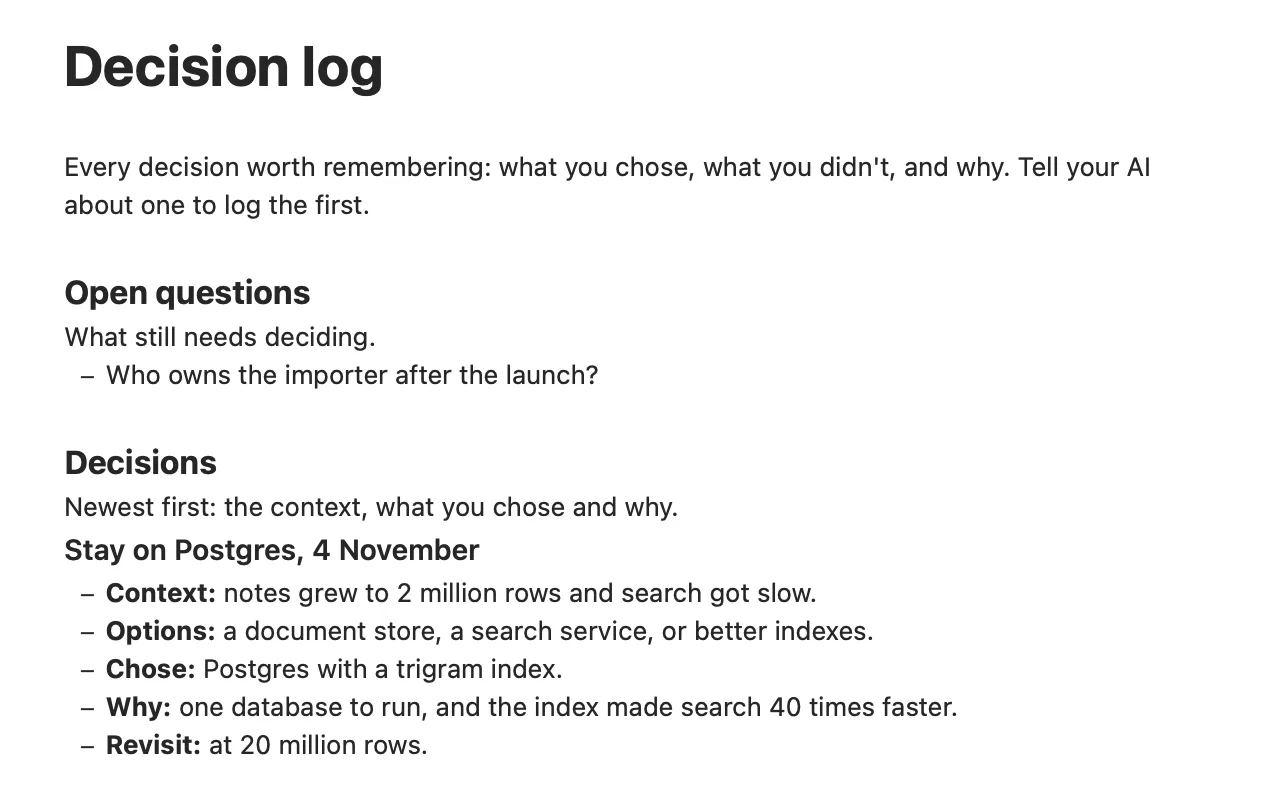 Decision log
Every decision worth remembering: what you chose, what you didn't, and why. Tell your AI
about one to log the first.
Open questions
What still needs deciding.
– Who owns the importer after the launch?
Decisions
Newest first: the context, what you chose and why.
Stay on Postgres, 4 November
– Context: notes grew to 2 million rows and search got slow.
– Options: a document store, a search service, or better indexes.
– Chose: Postgres with a trigram index.
– Why: one database to run, and the index made search 40 times faster.
– Revisit: at 20 million rows.